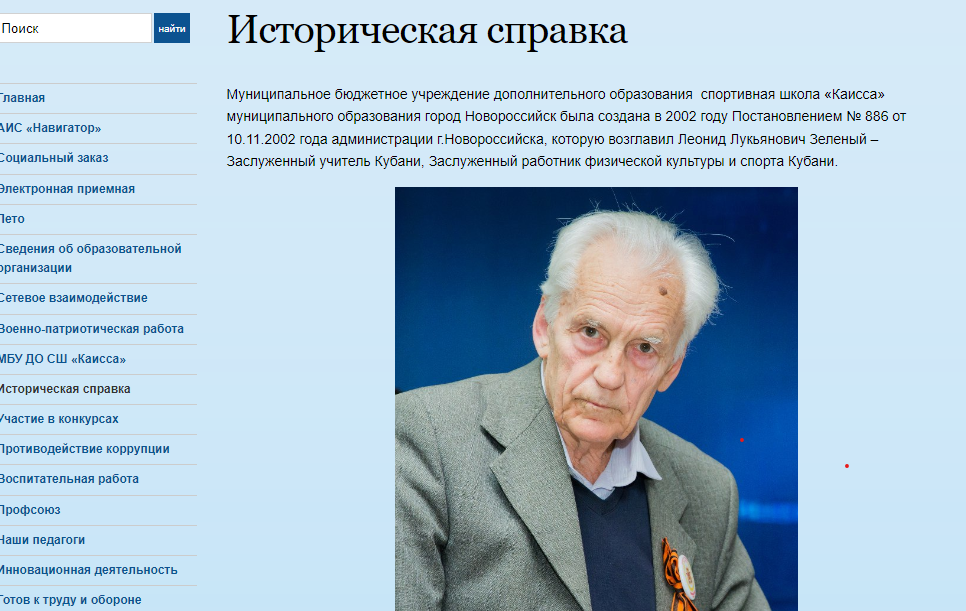 Поиск
найти
Историческая справка
Главная
АИС «Навигатор»
Социальный заказ
Электронная приемная
Лето
Сведения об образовательной
организации
Сетевое взаимодействие
Военно-патриотическая работа
МБУ ДО СШ «Каисса»
Историческая справка
Участие в конкурсах
Противодействие коррупции
Воспитательная работа
Профсоюз
Наши педагоги
Инновационная деятельность
Готов к труду и обороне
Муниципальное бюджетное учреждение дополнительного образования спортивная школа «Каисса»
муниципального образования город Новороссийск была создана в 2002 году Постановлением № 886 от
10.11.2002 года администрации г.Новороссийска, которую возглавил Леонид Лукьянович Зеленый –
Заслуженный учитель Кубани, Заслуженный работник физической культуры и спорта Кубани.